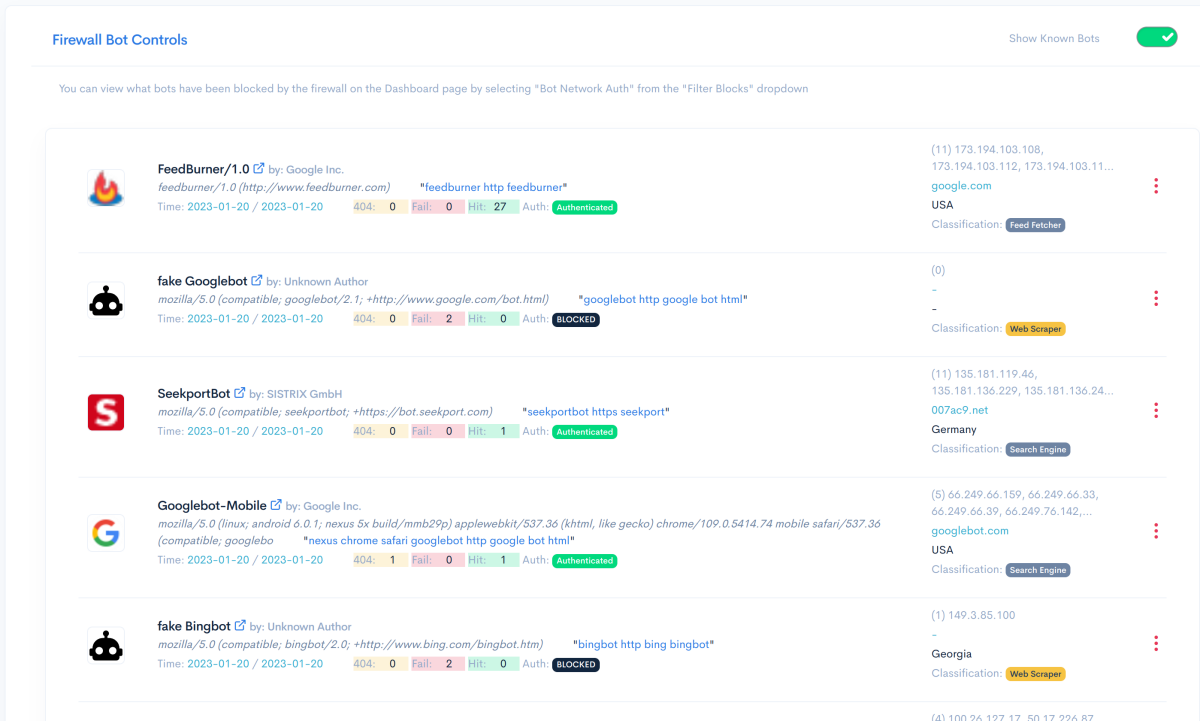 Firewall Bot Controls
Show Known Bots
You can view what bots have been blocked by the firewall on the Dashboard page by selecting "Bot Network Auth" from the "Filter Blocks" dropdown
FeedBurner/1.0 by: Google Inc.
feedburner/1.0 (http://www.feedburner.com) "feedburner http feedburner"
Time: 2023-01-20 / 2023-01-20 404: 0 Fail: 0 Hit: 27 Auth: Authenticated
(11) 173.194.103.108,
173.194.103.112, 173.194.103.11...
google.com
USA
Classification: Feed Fetcher
fake Googlebot by: Unknown Author
mozilla/5.0 (compatible; googlebot/2.1; +http://www.google.com/bot.html) "googlebot http google bot html"
Time: 2023-01-20 / 2023-01-20 404: 0 Fail: 2 Hit: 0 Auth: BLOCKED
(0)
-
-
Classification: Web Scraper
S
SeekportBot by: SISTRIX GmbH
mozilla/5.0 (compatible; seekportbot; +https://bot.seekport.com) "seekportbot https seekport"
Time: 2023-01-20 / 2023-01-20 404: 0 Fail: 0 Hit: 1 Auth: Authenticated
(11) 135.181.119.46,
135.181.136.229, 135.181.136.24...
007ac9.net
Germany
Classification: Search Engine
G
Googlebot-Mobile by: Google Inc.
mozilla/5.0 (linux; android 6.0.1; nexus 5x build/mmb29p) applewebkit/537.36 (khtml, like gecko) chrome/109.0.5414.74 mobile safari/537.36
(compatible; googlebo "nexus chrome safari googlebot http google bot html"
Time: 2023-01-20 / 2023-01-20 404: 1 Fail: 0 Hit: 1 Auth: Authenticated
(5) 66.249.66.159, 66.249.66.33,
66.249.66.39, 66.249.76.142,...
googlebot.com
USA
Classification: Search Engine
fake Bingbot by: Unknown Author
mozilla/5.0 (compatible; bingbot/2.0; +http://www.bing.com/bingbot.htm) "bingbot http bing bingbot"
Time: 2023-01-20 / 2023-01-20 404: 0 Fail: 2 Hit: 0 Auth: BLOCKED
(1) 149.3.85.100
-
Georgia
Classification: Web Scraper
(4) 100.26.127.17, 50.17.226.87